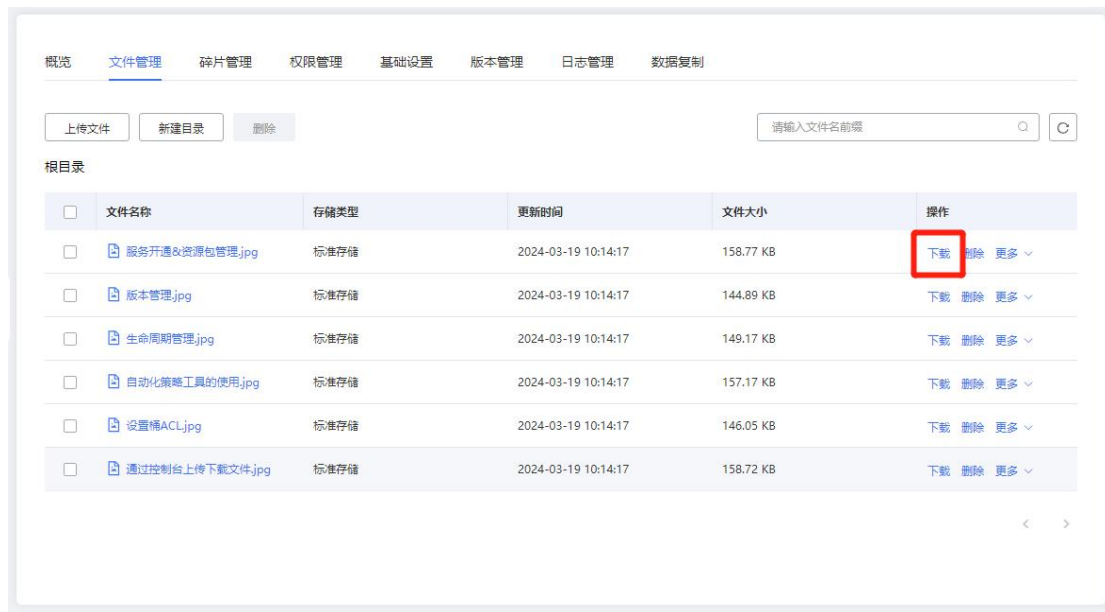 概览 文件管理 碎片管理 权限管理 基础设置 版本管理 日志管理 数据复制
上传文件 新建目录 删除 请输入文件名前缀
根目录
文件名称 存储类型 更新时间 文件大小 操作
服务开通&资源包管理.jpg 标准存储 2024-03-19 10:14:17 158.77 KB 下载 删除 更多
版本管理.jpg 标准存储 2024-03-19 10:14:17 144.89 KB 下载 删除 更多
生命周期管理.jpg 标准存储 2024-03-19 10:14:17 149.17 KB 下载 删除 更多
自动化策略工具的使用.jpg 标准存储 2024-03-19 10:14:17 157.17 KB 下载 删除 更多
设置桶ACL.jpg 标准存储 2024-03-19 10:14:17 146.05 KB 下载 删除 更多
通过控制台上传下载文件.jpg 标准存储 2024-03-19 10:14:17 158.72 KB 下载 删除 更多